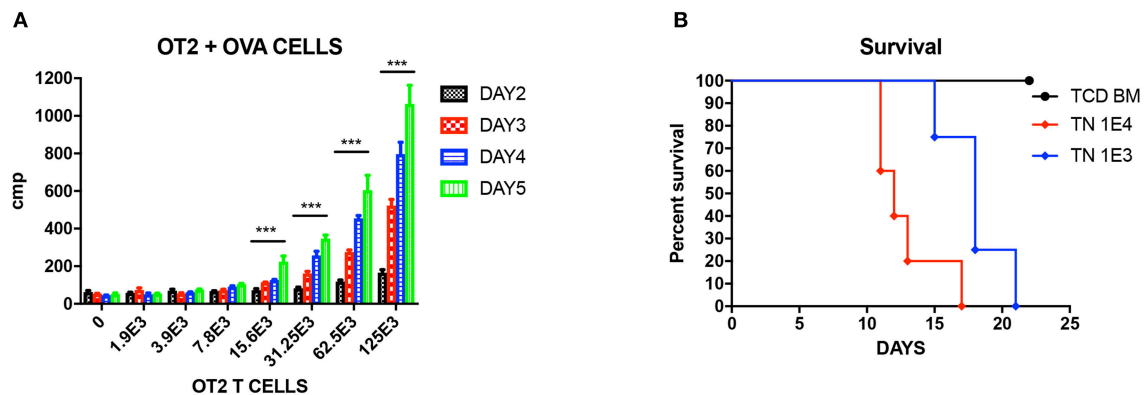 A
OT2 + OVA CELLS
1200
1000
800
600
400
200
0
cmp
***
***
***
***
0
1.9E3
3.9E3
7.8E3
15.6E3
31.25E3
62.5E3
125E3
OT2 T CELLS
DAY2
DAY3
DAY4
DAY5
B
Survival
100
90
80
70
60
50
40
30
20
10
0
Percent survival
0
5
10
15
20
25
DAYS
TCD BM
TN 1E4
TN 1E3